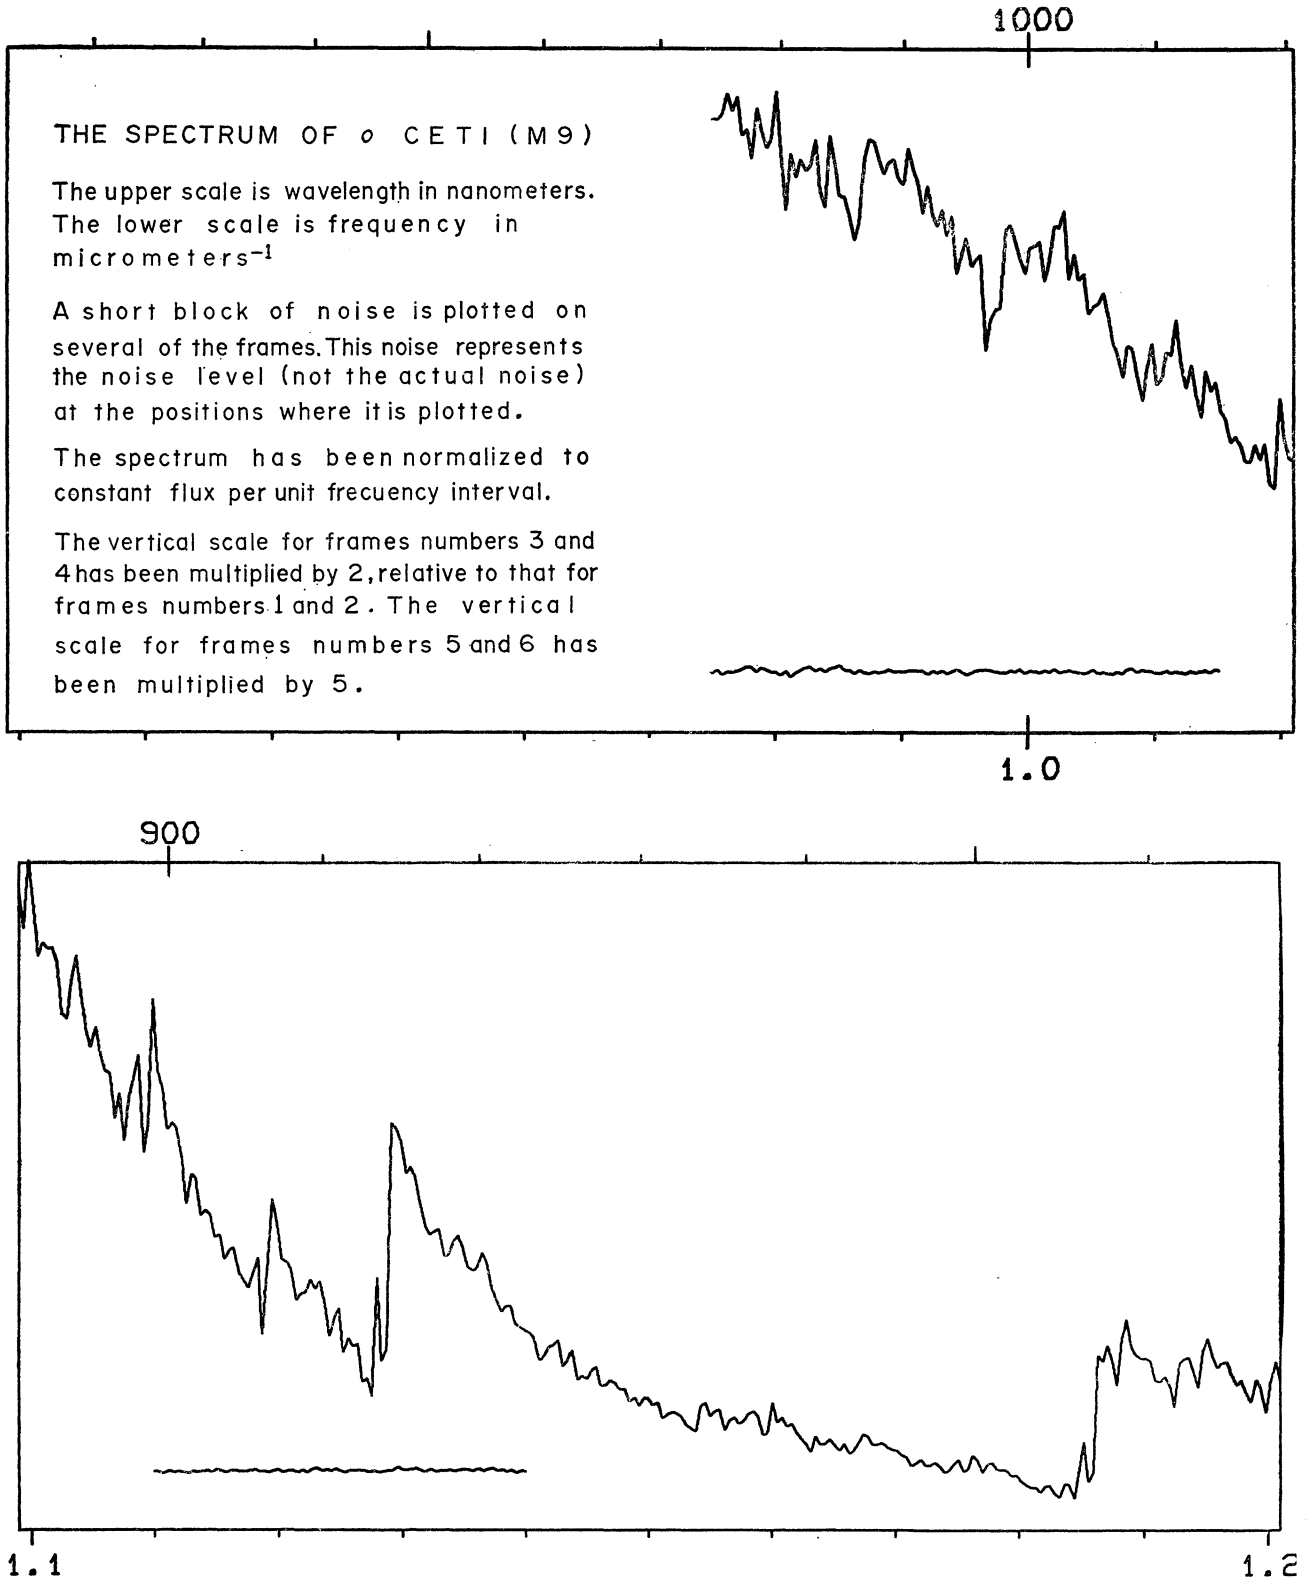 1000
THE SPECTRUM OF o CETI (M9)
The upper scale is wavelength in nanometers.
The lower scale is frequency in
micrometers⁻¹
A short block of noise is plotted on
several of the frames. This noise represents
the noise level (not the actual noise)
at the positions where it is plotted.
The spectrum has been normalized to
constant flux per unit frecuency interval.
The vertical scale for frames numbers 3 and
4 has been multiplied by 2, relative to that for
frames numbers 1 and 2. The vertical
scale for frames numbers 5 and 6 has
been multiplied by 5.
1.0
900
1.1 1.2